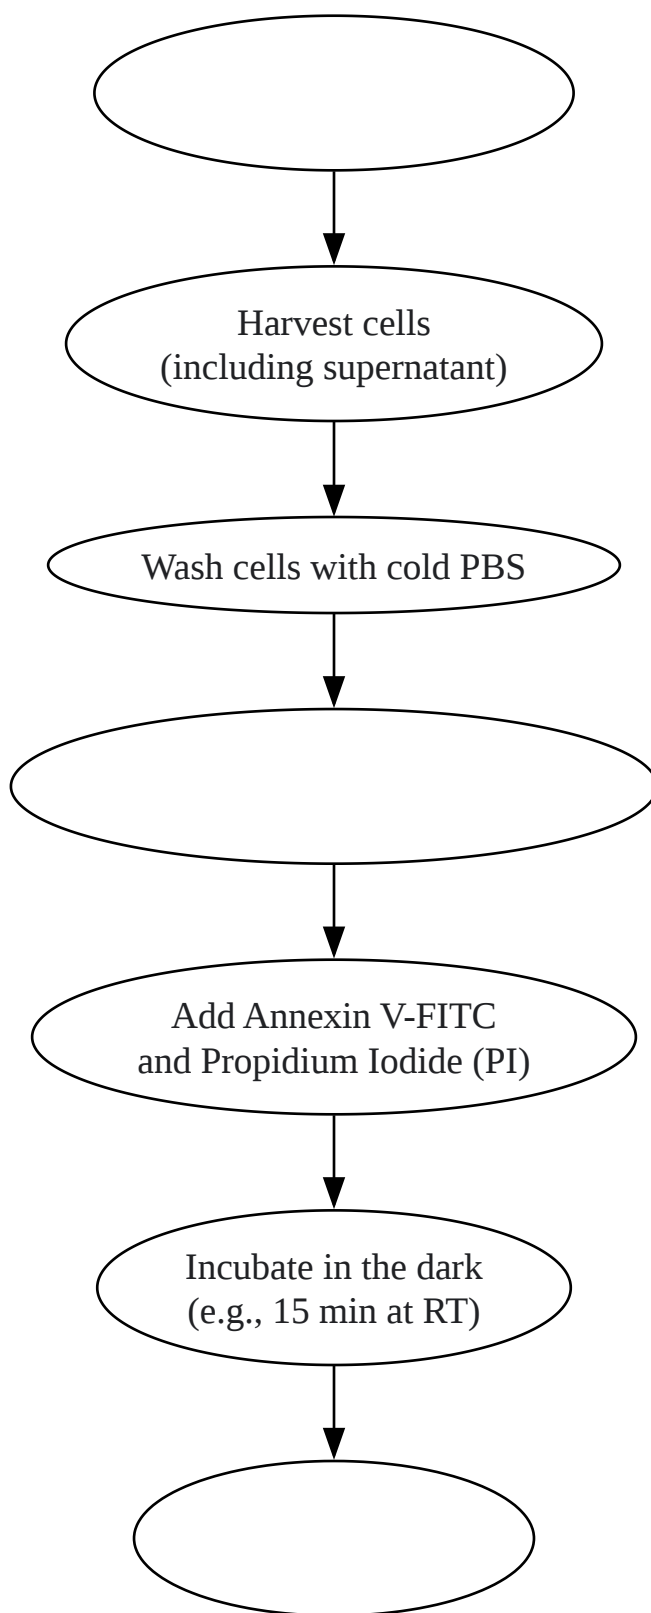 Harvest cells
(including supernatant)
Wash cells with cold PBS
Add Annexin V-FITC
and Propidium Iodide (PI)
Incubate in the dark
(e.g., 15 min at RT)